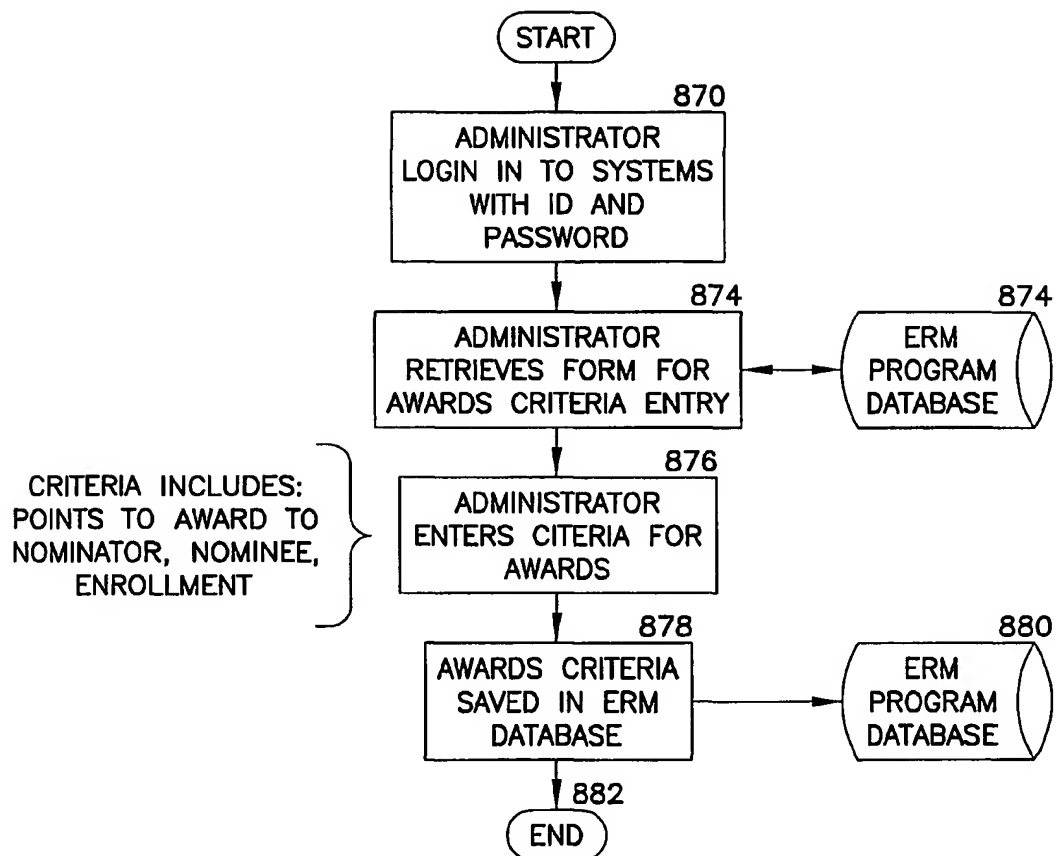 START
870
ADMINISTRATOR
LOGIN IN TO SYSTEMS
WITH ID AND
PASSWORD
874
ADMINISTRATOR
RETRIEVES FORM FOR
AWARDS CRITERIA ENTRY
874
ERM
PROGRAM
DATABASE
CRITERIA INCLUDES:
POINTS TO AWARD TO
NOMINATOR, NOMINEE,
ENROLLMENT
876
ADMINISTRATOR
ENTERS CITERIA FOR
AWARDS
878
AWARDS CRITERIA
SAVED IN ERM
DATABASE
880
ERM
PROGRAM
DATABASE
882
END